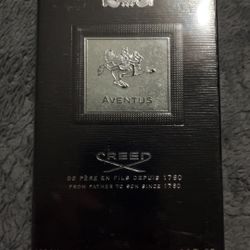 AVENTUS
CREED
DE PÈRE EN FILS DEPUIS 1760
FROM FATHER TO SON SINCE 1760